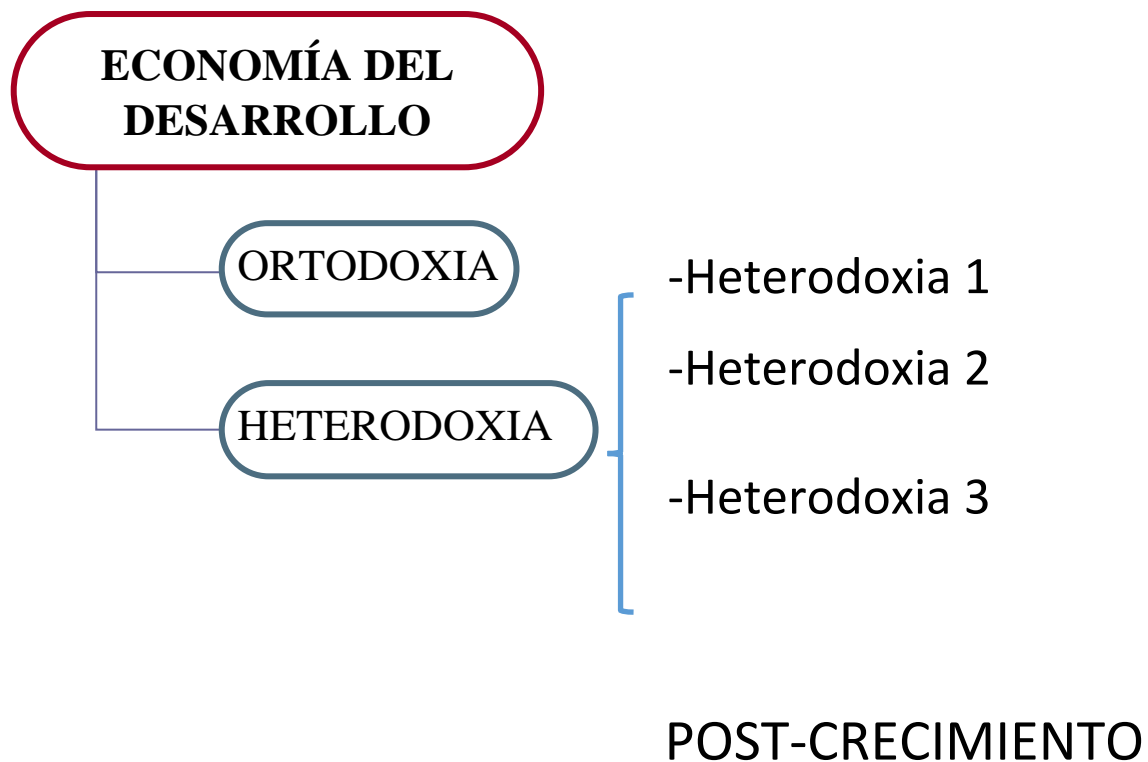 ECONOMÍA DEL
DESARROLLO
ORTODOXIA
HETERODOXIA
-Heterodoxia 1
-Heterodoxia 2
-Heterodoxia 3
POST-CRECIMIENTO